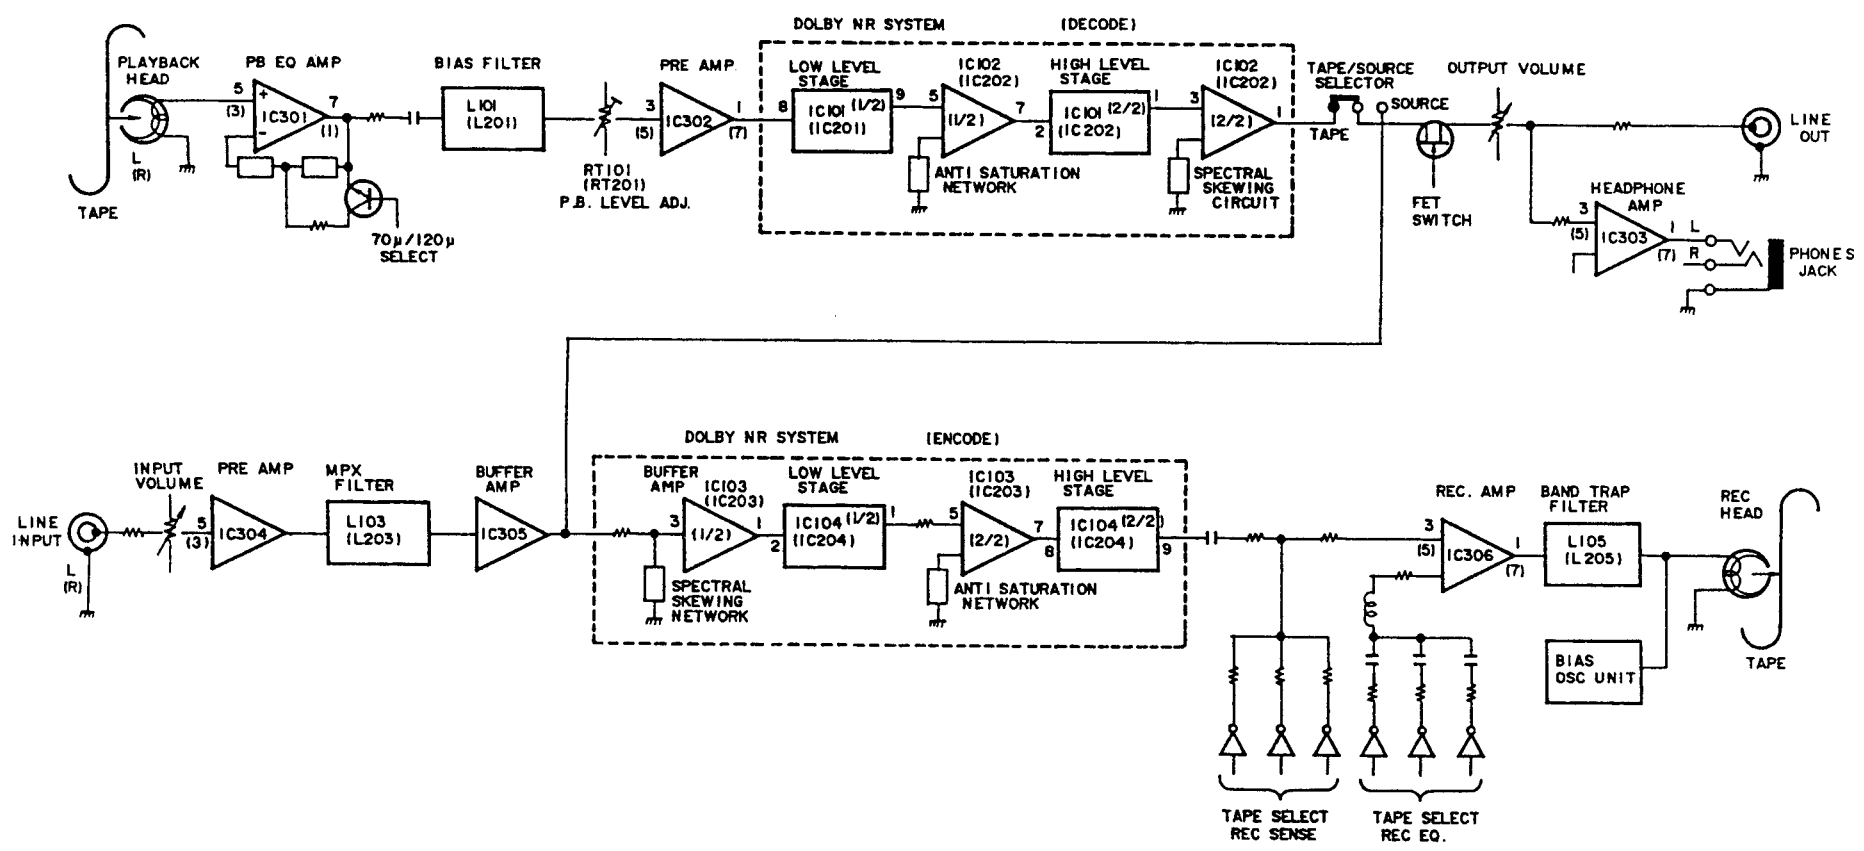 DOLBY NR SYSTEM (DECODE)
PLAYBACK
HEAD
PB EQ AMP
BIAS FILTER
PRE AMP.
LOW LEVEL
STAGE
IC102
(IC202)
HIGH LEVEL
STAGE
IC102
(IC202)
TAPE/SOURCE
SELECTOR
OUTPUT VOLUME
5
(3)
+
-
IC301
7
(1)
L101
(L201)
3
(5)
IC302
1
(7)
8
IC101 (1/2)
(IC201)
9
5
(1/2)
7
2
IC101 (2/2)
(IC202)
1
3
(2/2)
1
SOURCE
TAPE
LINE
OUT
L
(R)
TAPE
RT101
(RT201)
P.B. LEVEL ADJ.
ANTI SATURATION
NETWORK
SPECTRAL
SKEWING
CIRCUIT
FET
SWITCH
HEADPHONE
AMP
3
(5)
IC303
1
(7)
L
R
PHONES
JACK
70μ/120μ
SELECT
DOLBY NR SYSTEM (ENCODE)
INPUT
VOLUME
PRE AMP
MPX
FILTER
BUFFER
AMP
BUFFER
AMP
IC103
(IC203)
LOW LEVEL
STAGE
IC103
(IC203)
HIGH LEVEL
STAGE
REC. AMP
BAND TRAP
FILTER
REC
HEAD
LINE
INPUT
L
(R)
5
(3)
IC304
L103
(L203)
IC305
3
(1/2)
1
2
IC104 (1/2)
(IC204)
1
5
(2/2)
7
8
IC104 (2/2)
(IC204)
9
3
(5)
IC306
1
(7)
L105
(L205)
SPECTRAL
SKEWING
NETWORK
ANTI SATURATION
NETWORK
BIAS
OSC UNIT
TAPE
TAPE SELECT
REC SENSE
TAPE SELECT
REC EQ.